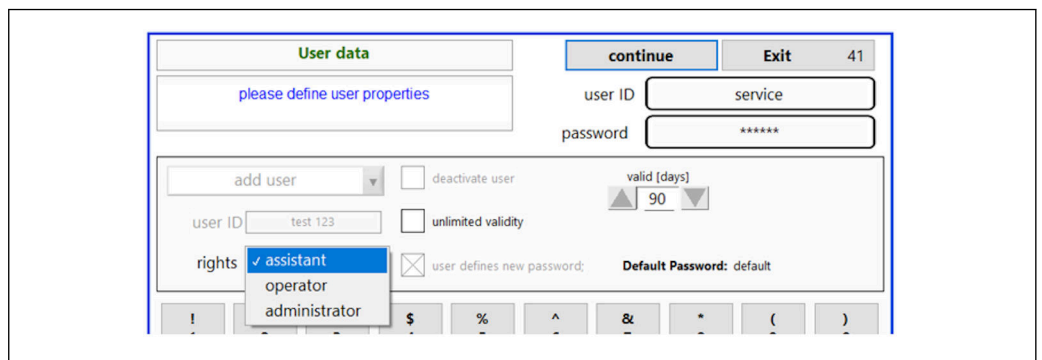 User data
continue
Exit 41
please define user properties
user ID service
password ******
add user
deactivate user
valid [days]
90
user ID test 123
unlimited validity
rights ✓ assistant
operator
administrator
user defines new password;
Default Password: default
! $ % ^ & * ( )